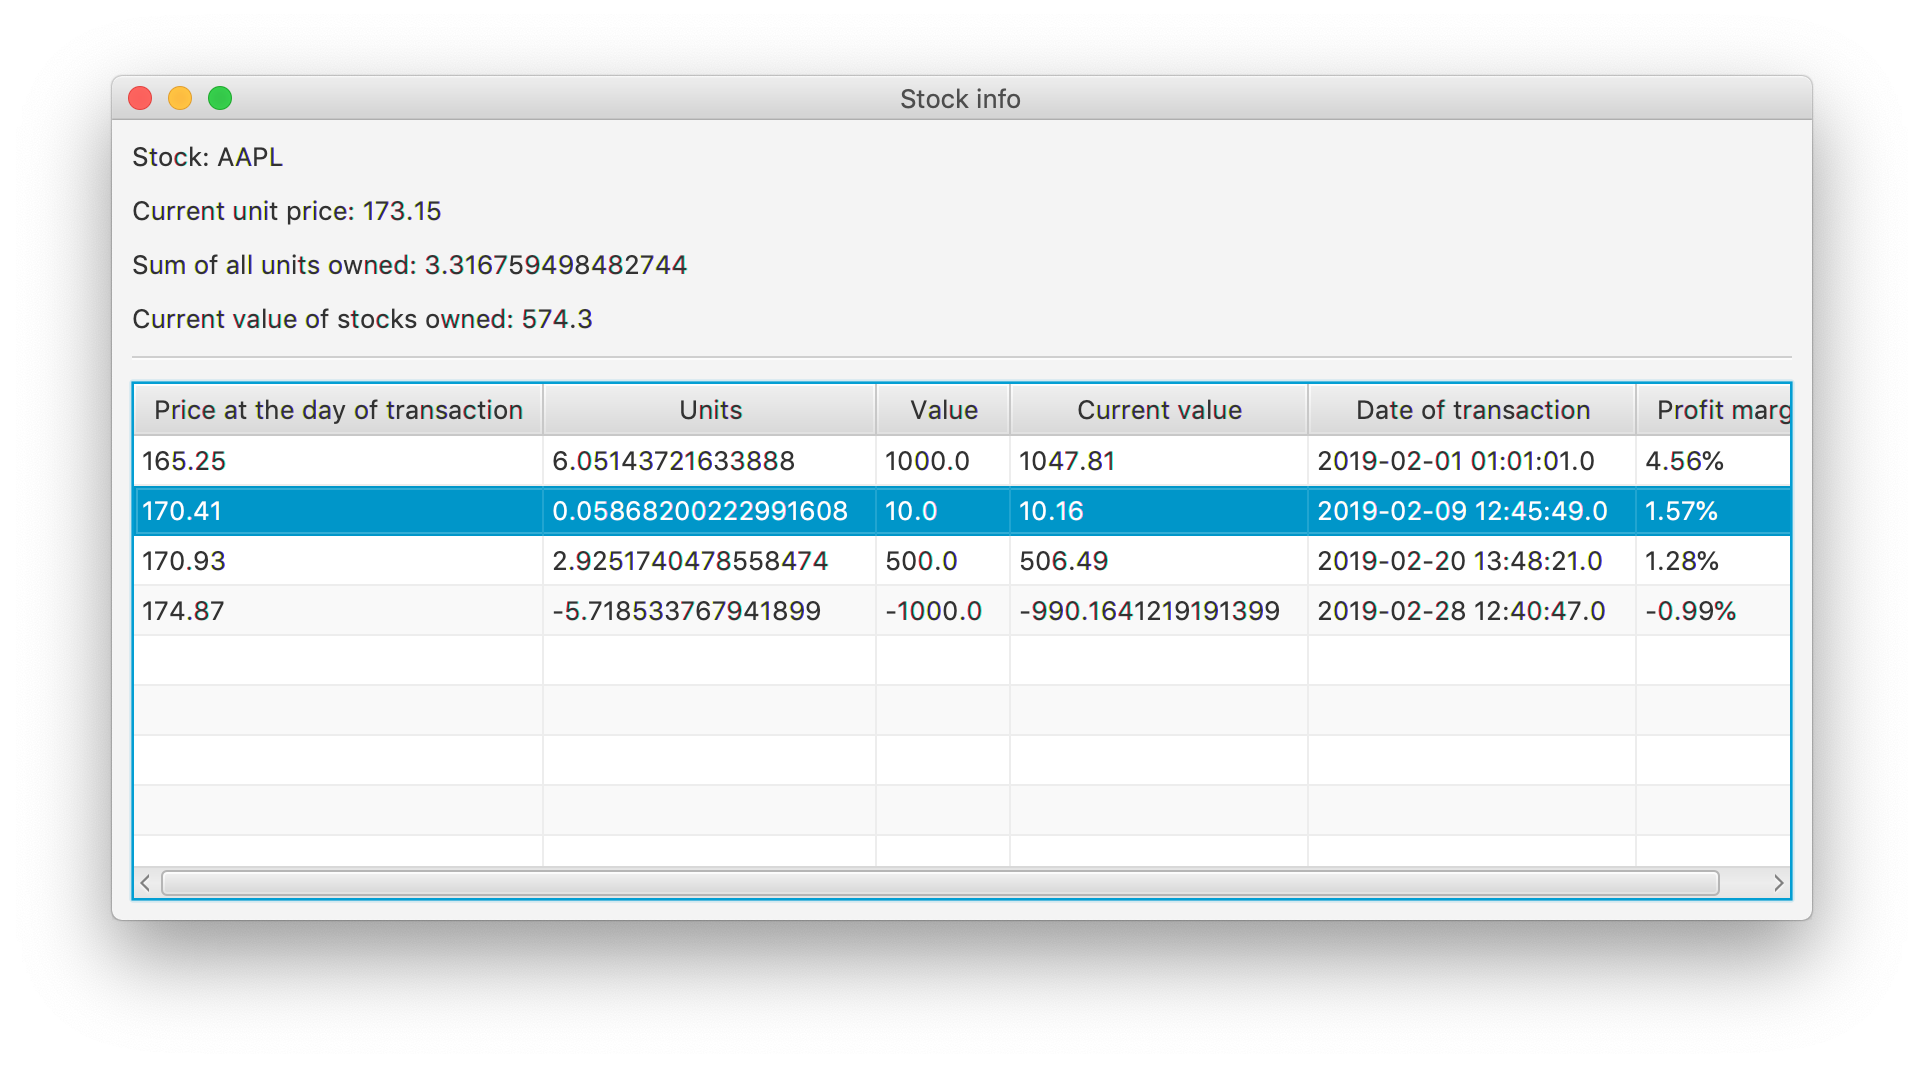 Stock info
Stock: AAPL
Current unit price: 173.15
Sum of all units owned: 3.316759498482744
Current value of stocks owned: 574.3
Price at the day of transaction Units Value Current value Date of transaction Profit marg
165.25 6.05143721633888 1000.0 1047.81 2019-02-01 01:01:01.0 4.56%
170.41 0.05868200222991608 10.0 10.16 2019-02-09 12:45:49.0 1.57%
170.93 2.9251740478558474 500.0 506.49 2019-02-20 13:48:21.0 1.28%
174.87 -5.718533767941899 -1000.0 -990.1641219191399 2019-02-28 12:40:47.0 -0.99%